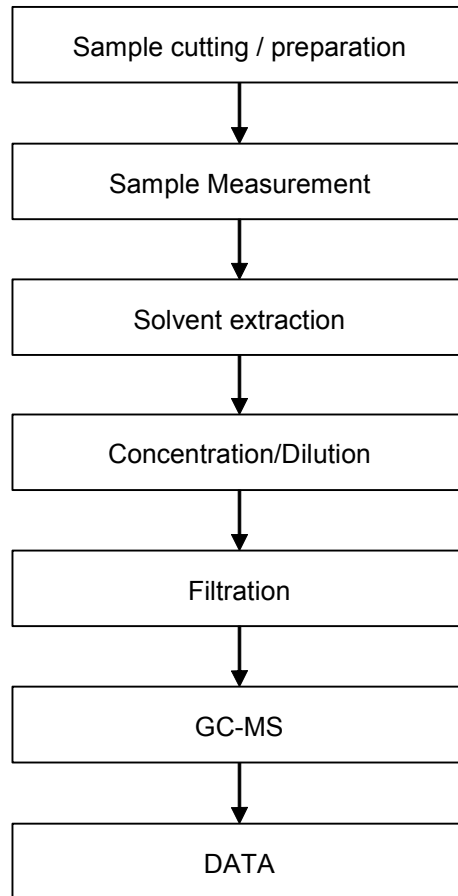 Sample cutting / preparation
Sample Measurement
Solvent extraction
Concentration/Dilution
Filtration
GC-MS
DATA